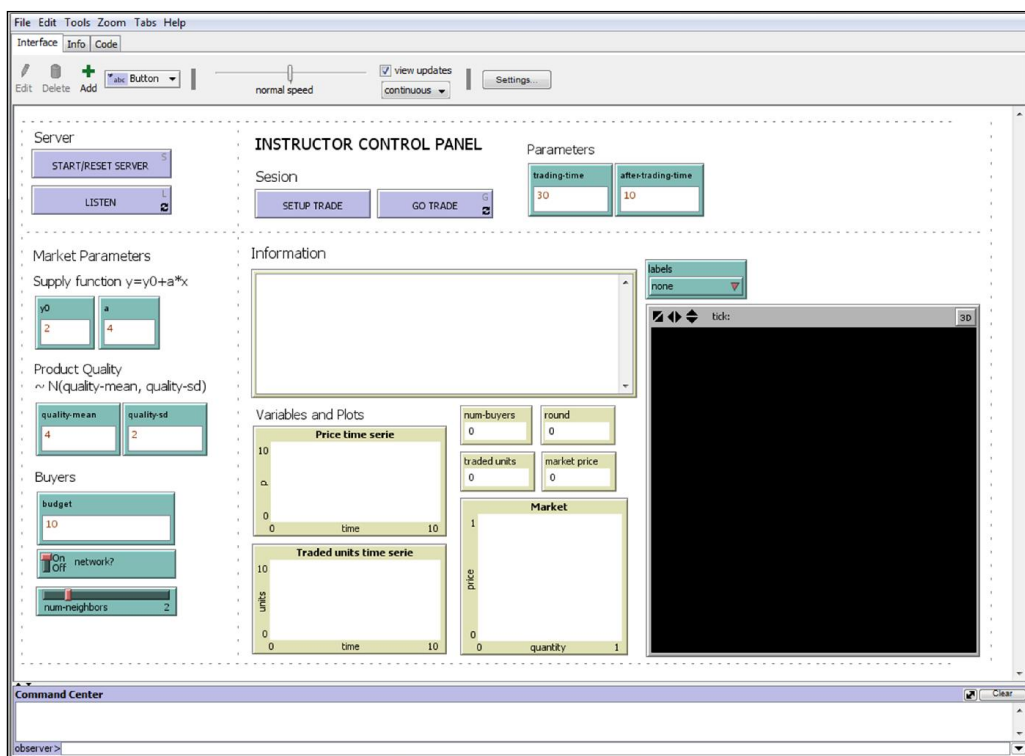 File Edit Tools Zoom Tabs Help
Interface Info Code
Edit Delete Add abc Button normal speed view updates continuous Settings...
Server
START/RESET SERVER S
LISTEN L
INSTRUCTOR CONTROL PANEL
Sesion
SETUP TRADE
GO TRADE G
Parameters
trading-time
30
after-trading-time
10
Market Parameters
Supply function y=y0+a*x
y0
2
a
4
Product Quality
~ N(quality-mean, quality-sd)
quality-mean
4
quality-sd
2
Buyers
budget
10
On
Off
network?
num-neighbors 2
Information
labels
none
tick:
3D
Variables and Plots
num-buyers
0
round
0
traded units
0
market price
0
Price time serie
10
p
0
0 time 10
Traded units time serie
10
units
0
0 time 10
Market
1
price
0
0 quantity 1
Command Center Clear
observer>